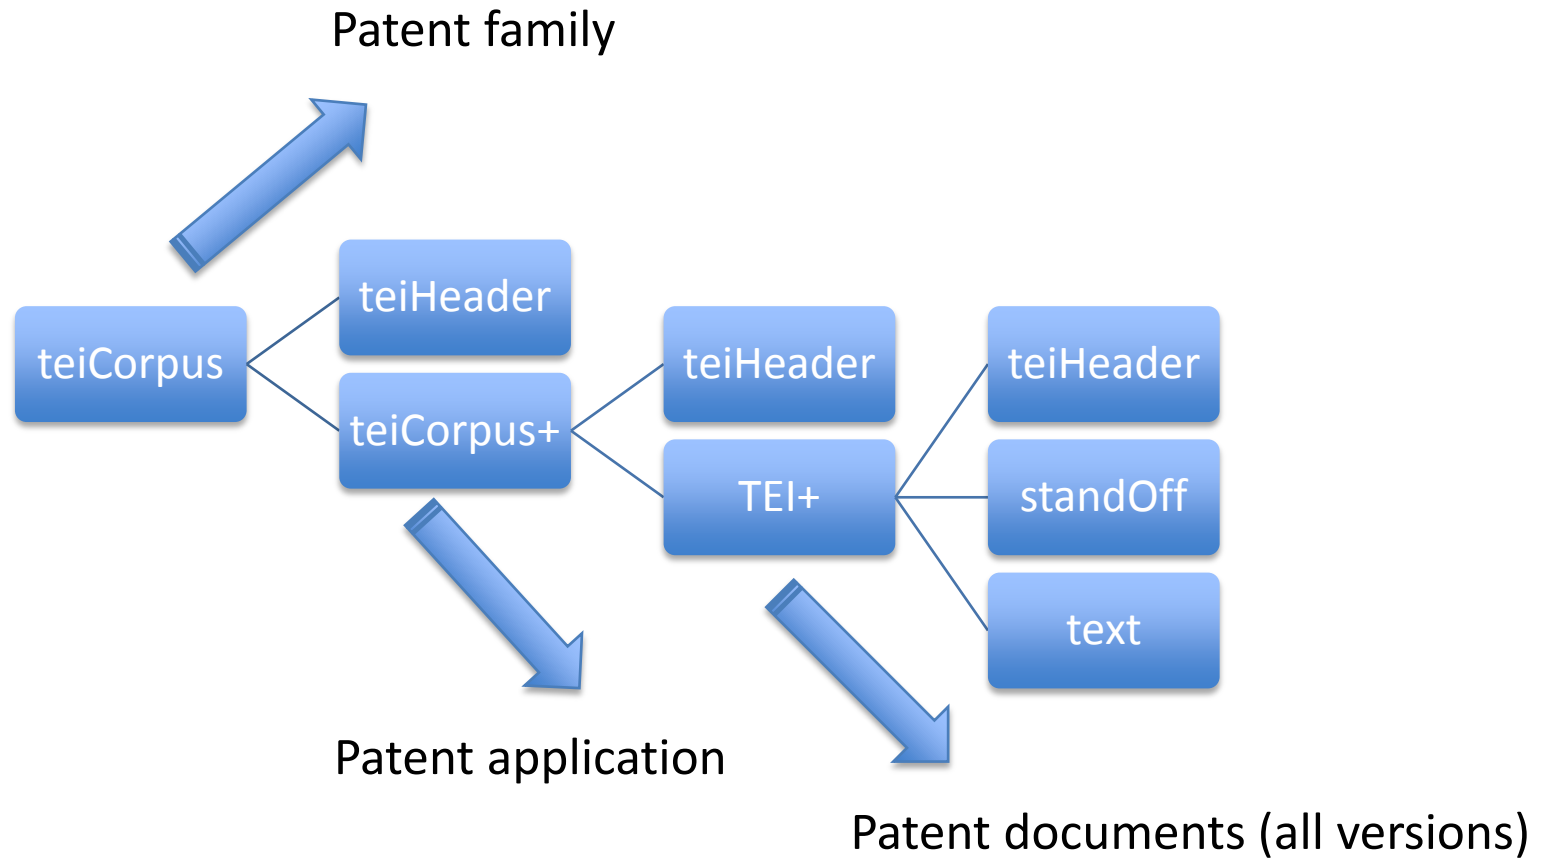 Patent family
teiHeader
teiCorpus
teiHeader
teiHeader
teiCorpus+
TEI+
standOff
text
Patent application
Patent documents (all versions)